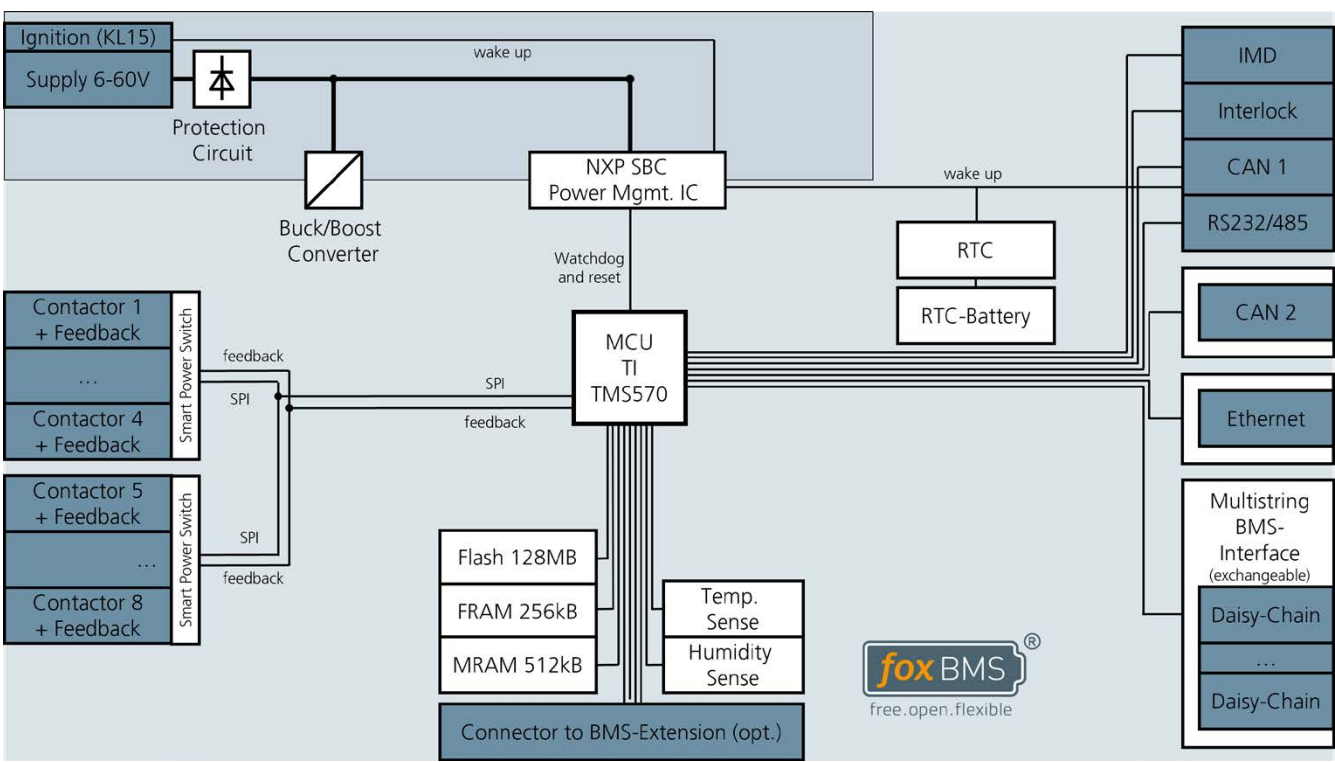 Ignition (KL15)
Supply 6-60V
wake up
Protection
Circuit
Buck/Boost
Converter
NXP SBC
Power Mgmt. IC
wake up
RTC
RTC-Battery
Watchdog
and reset
IMD
Interlock
CAN 1
RS232/485
CAN 2
Ethernet
Multistring
BMS-
Interface
(exchangeable)
Daisy-Chain
...
Daisy-Chain
Contactor 1
+ Feedback
...
Contactor 4
+ Feedback
Smart Power Switch
feedback
SPI
Contactor 5
+ Feedback
...
Contactor 8
+ Feedback
Smart Power Switch
SPI
feedback
SPI
feedback
MCU
TI
TMS570
Flash 128MB
FRAM 256kB
MRAM 512kB
Temp.
Sense
Humidity
Sense
Connector to BMS-Extension (opt.)
fox BMS ®
free.open.flexible